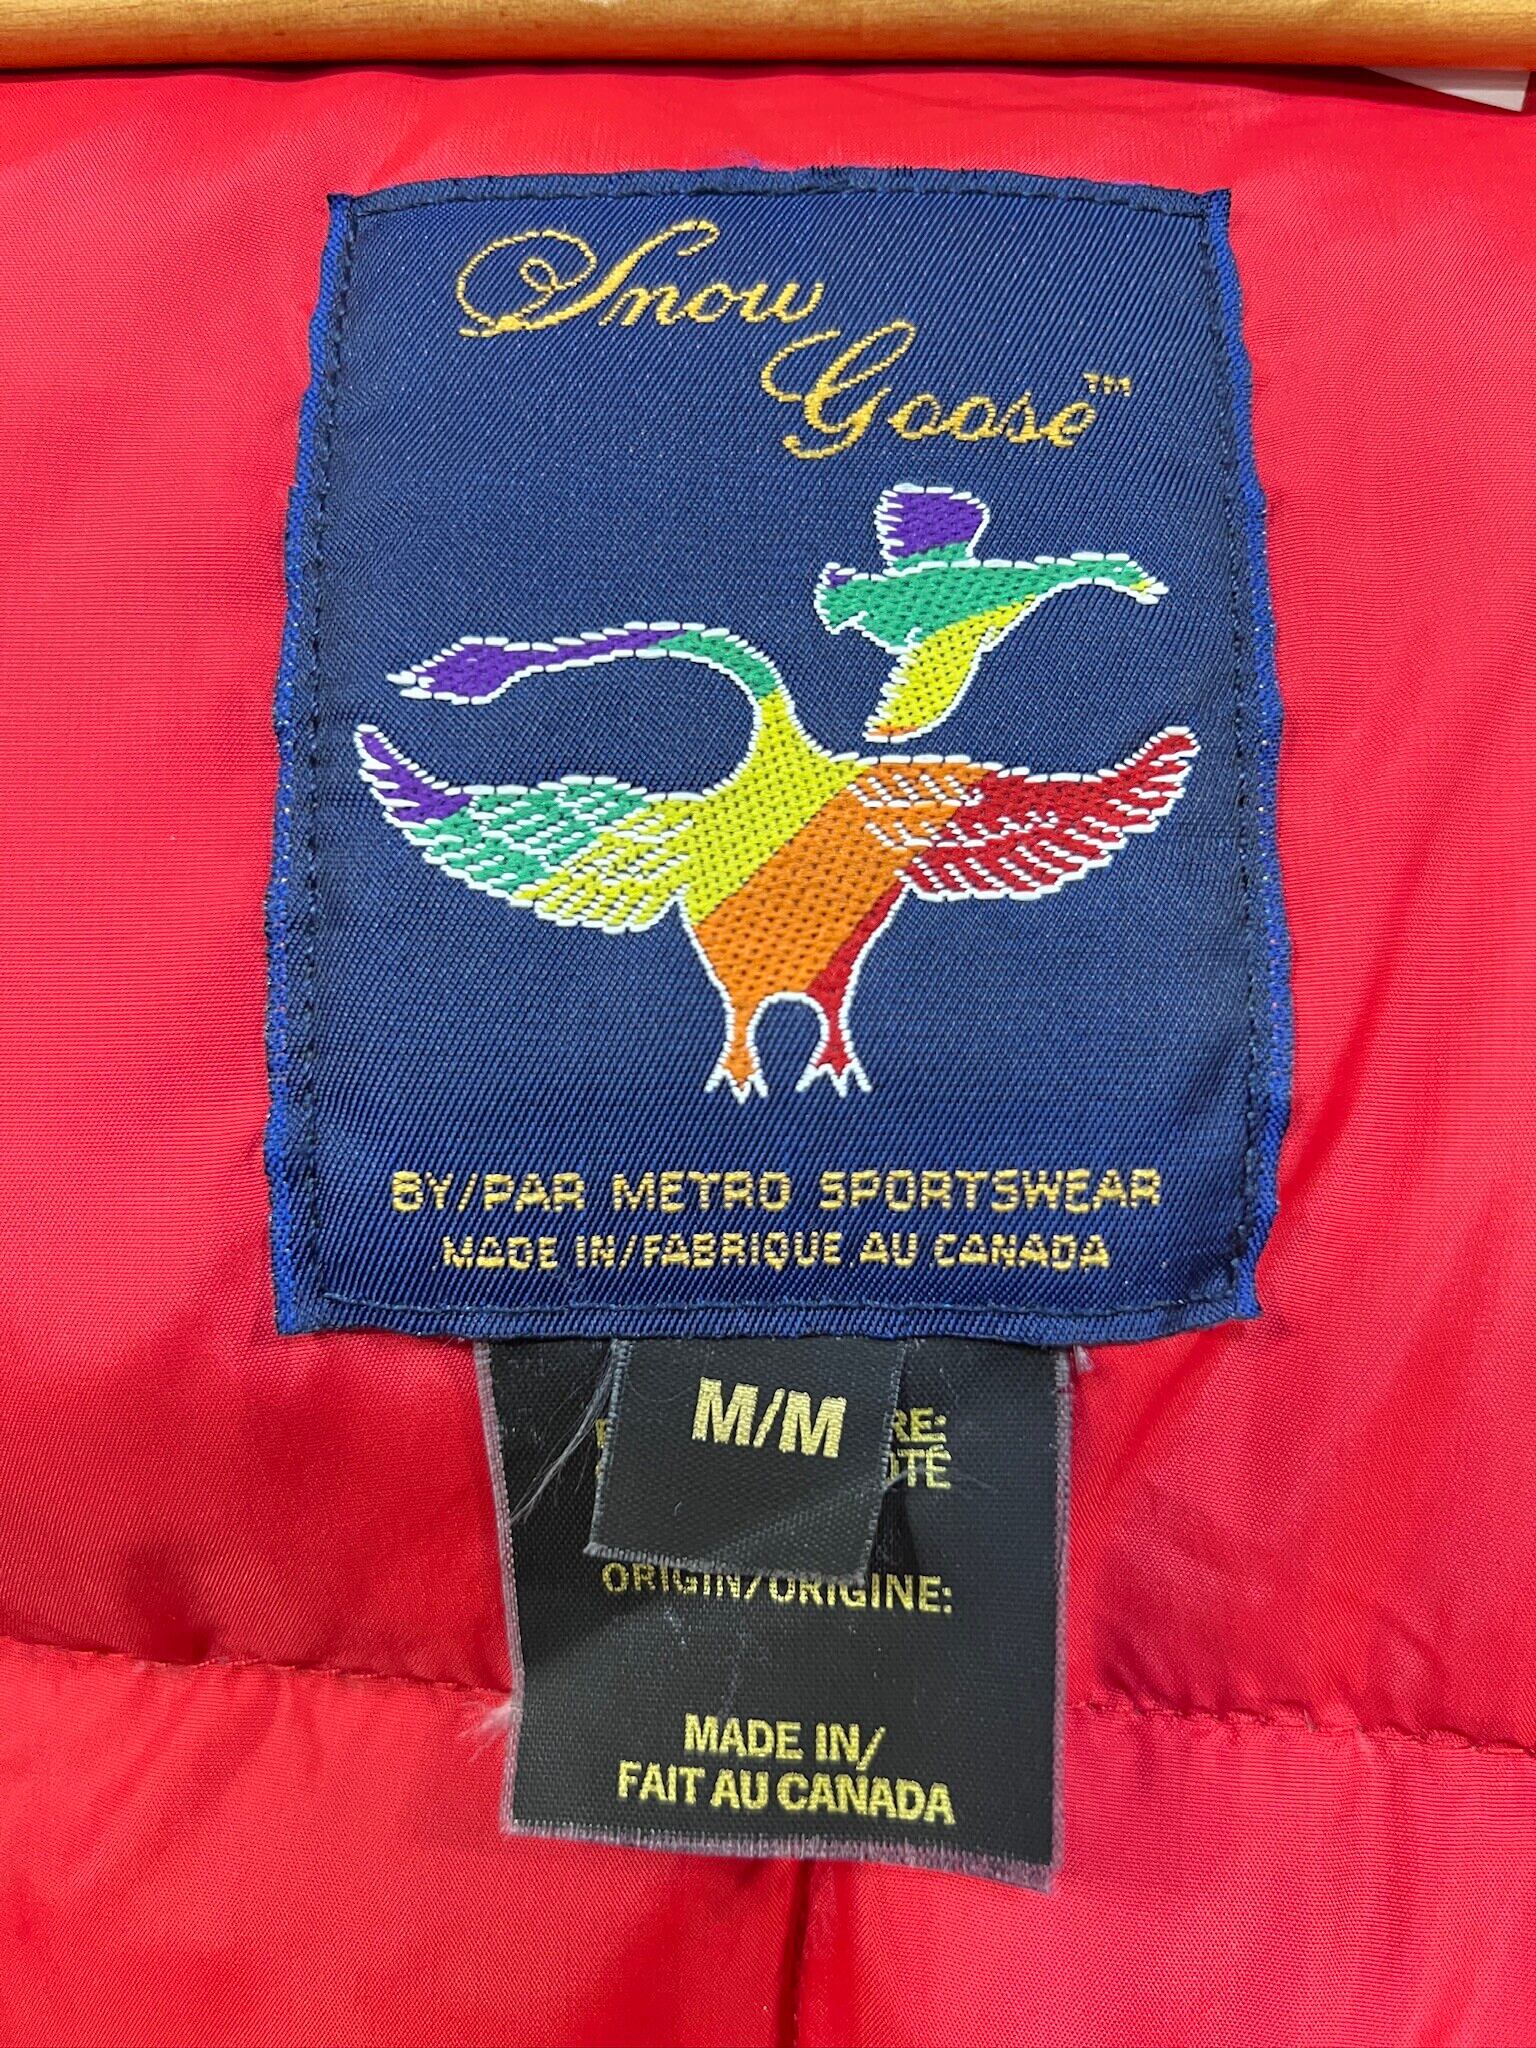 Snow
Goose™
BY/PAR METRO SPORTSWEAR
MADE IN/FABRIQUE AU CANADA
M/M
ORIGIN/ORIGINE:
MADE IN/
FAIT AU CANADA